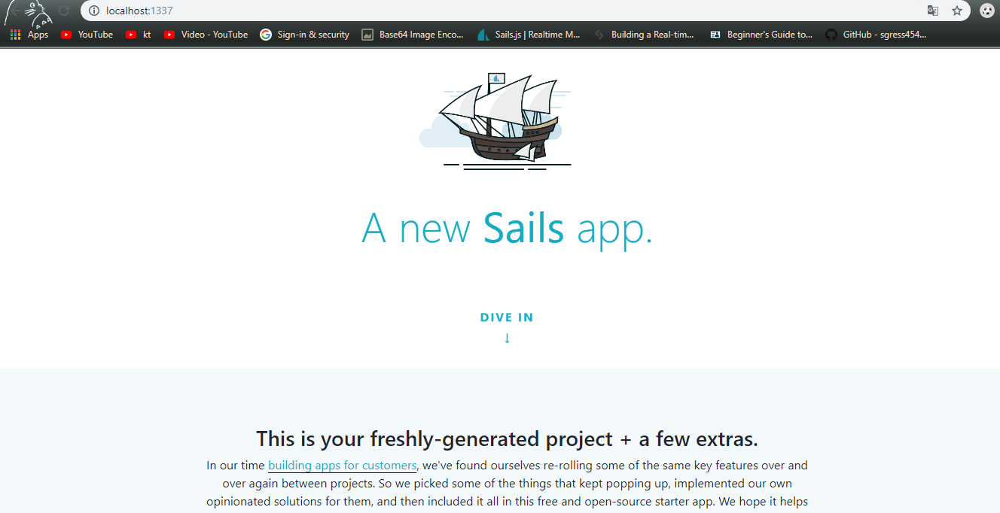 localhost:1337
Apps YouTube kt Video - YouTube Sign-in & security Base64 Image Enco... Sails.js | Realtime M... Building a Real-tim... Beginner's Guide to... GitHub - sgress454...
A new Sails app.
DIVE IN
↓
This is your freshly-generated project + a few extras.
In our time building apps for customers, we've found ourselves re-rolling some of the same key features over and
over again between projects. So we picked some of the things that kept popping up, implemented our own
opinionated solutions for them, and then included it all in this free and open-source starter app. We hope it helps